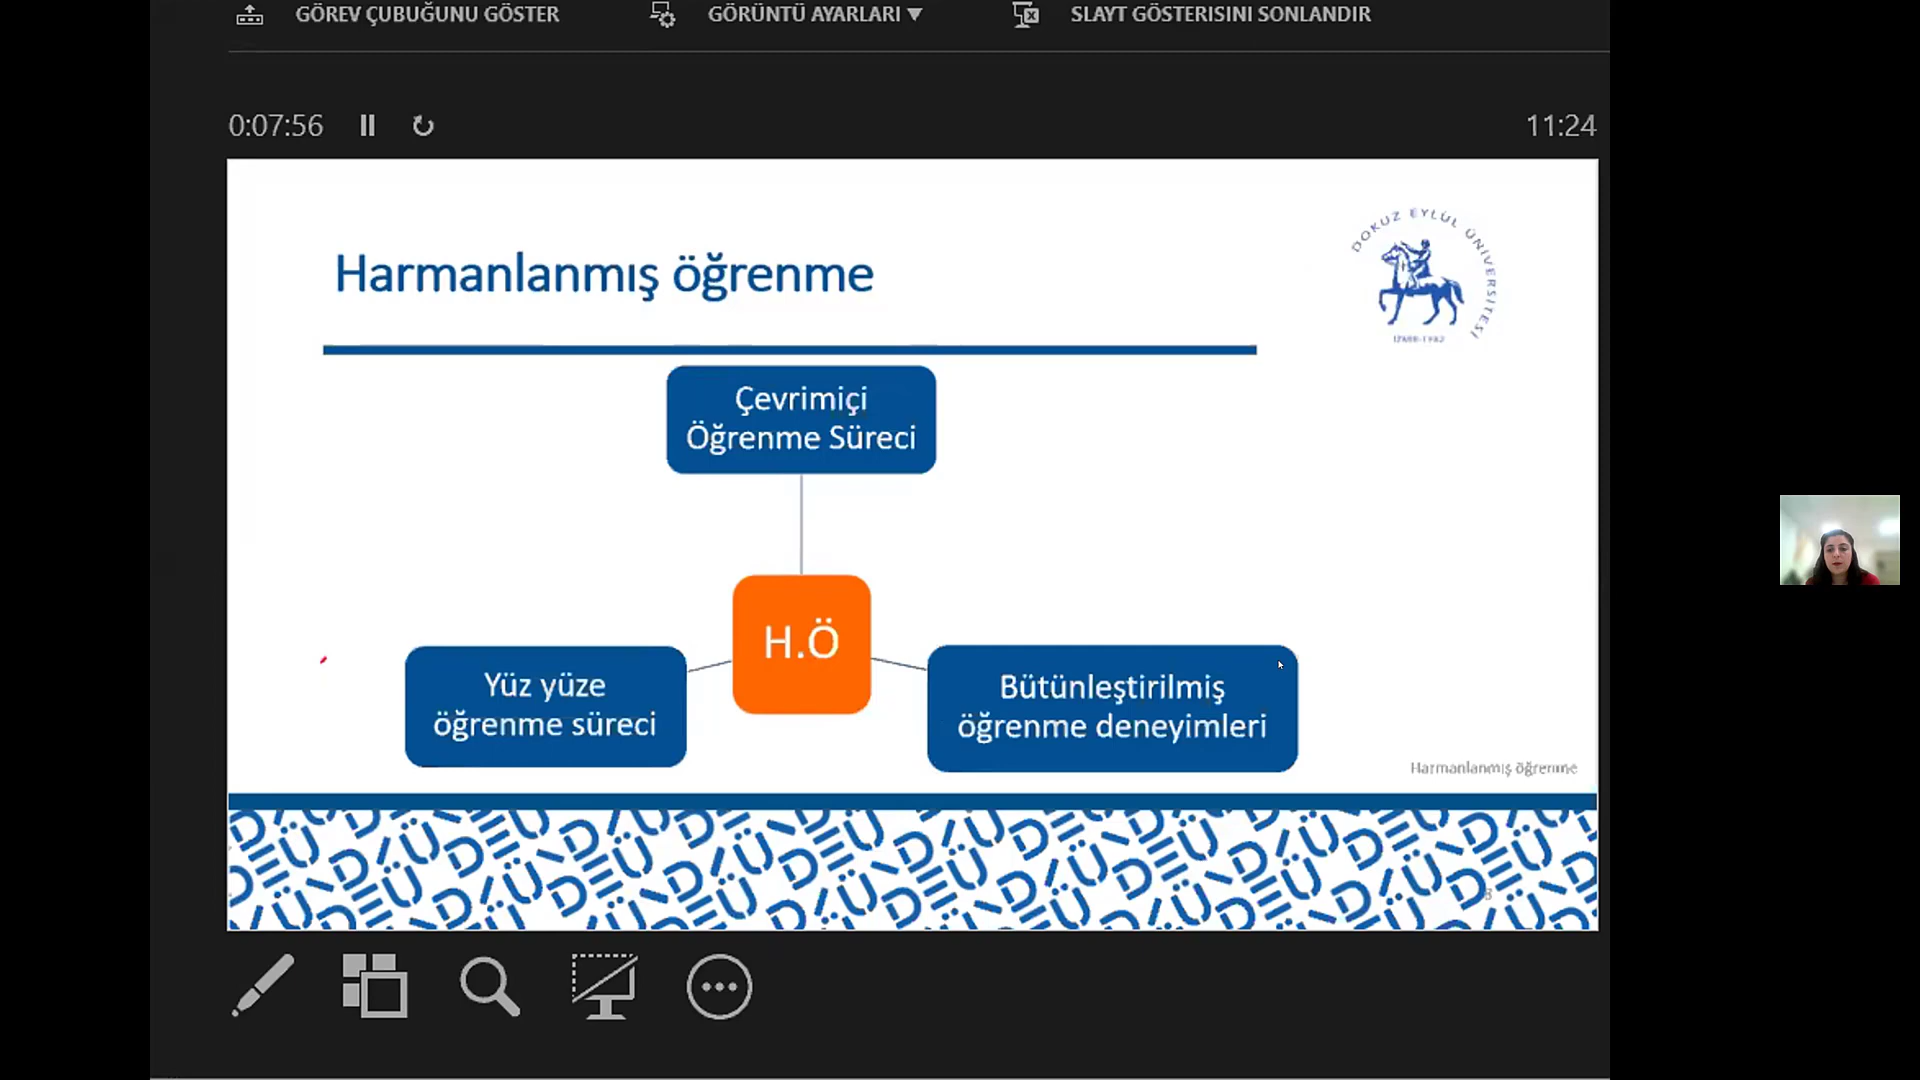 GÖREV ÇUBUĞUNU GÖSTER
GÖRÜNTÜ AYARLARI
SLAYT GÖSTERISINI SONLANDIR
0:07:56
11:24
DOKUZ EYLÜL ÜNİVERSİTESİ
Harmanlanmış öğrenme
Çevrimiçi
Öğrenme Süreci
H.Ö
Yüz yüze
öğrenme süreci
Bütünleştirilmiş
öğrenme deneyimleri
Harmanlanmış öğrenme